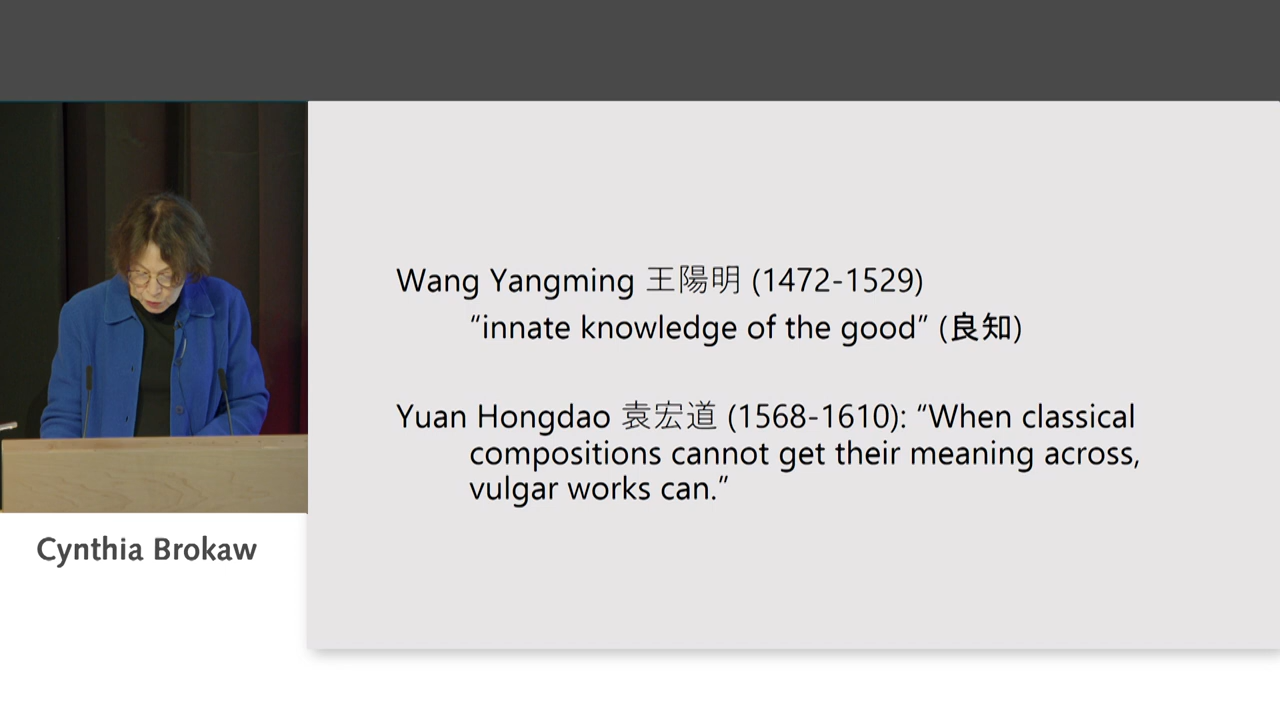 Wang Yangming 王陽明 (1472-1529)
“innate knowledge of the good” (良知)
Yuan Hongdao 袁宏道 (1568-1610): “When classical
compositions cannot get their meaning across,
vulgar works can.”
Cynthia Brokaw